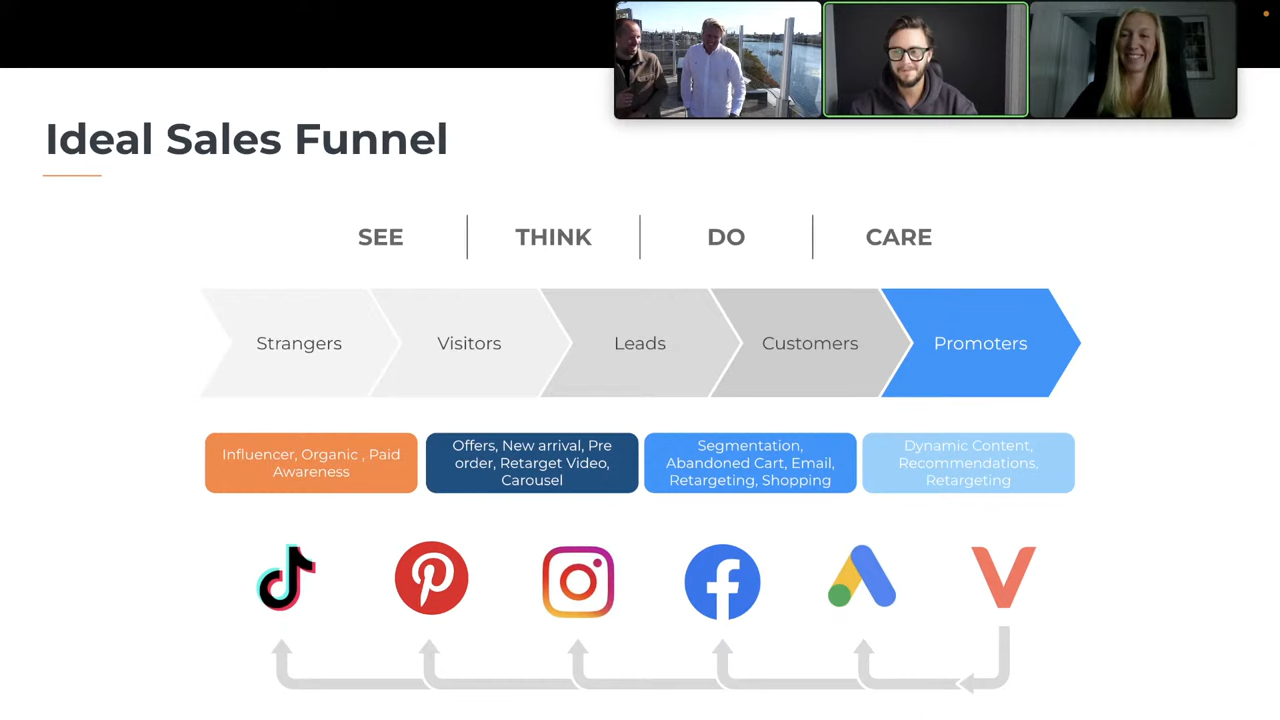 Ideal Sales Funnel
SEE
THINK
DO
CARE
Strangers
Visitors
Leads
Customers
Promoters
Influencer, Organic , Paid
Awareness
Offers, New arrival, Pre
order, Retarget Video,
Carousel
Segmentation,
Abandoned Cart, Email,
Retargeting, Shopping
Dynamic Content,
Recommendations,
Retargeting